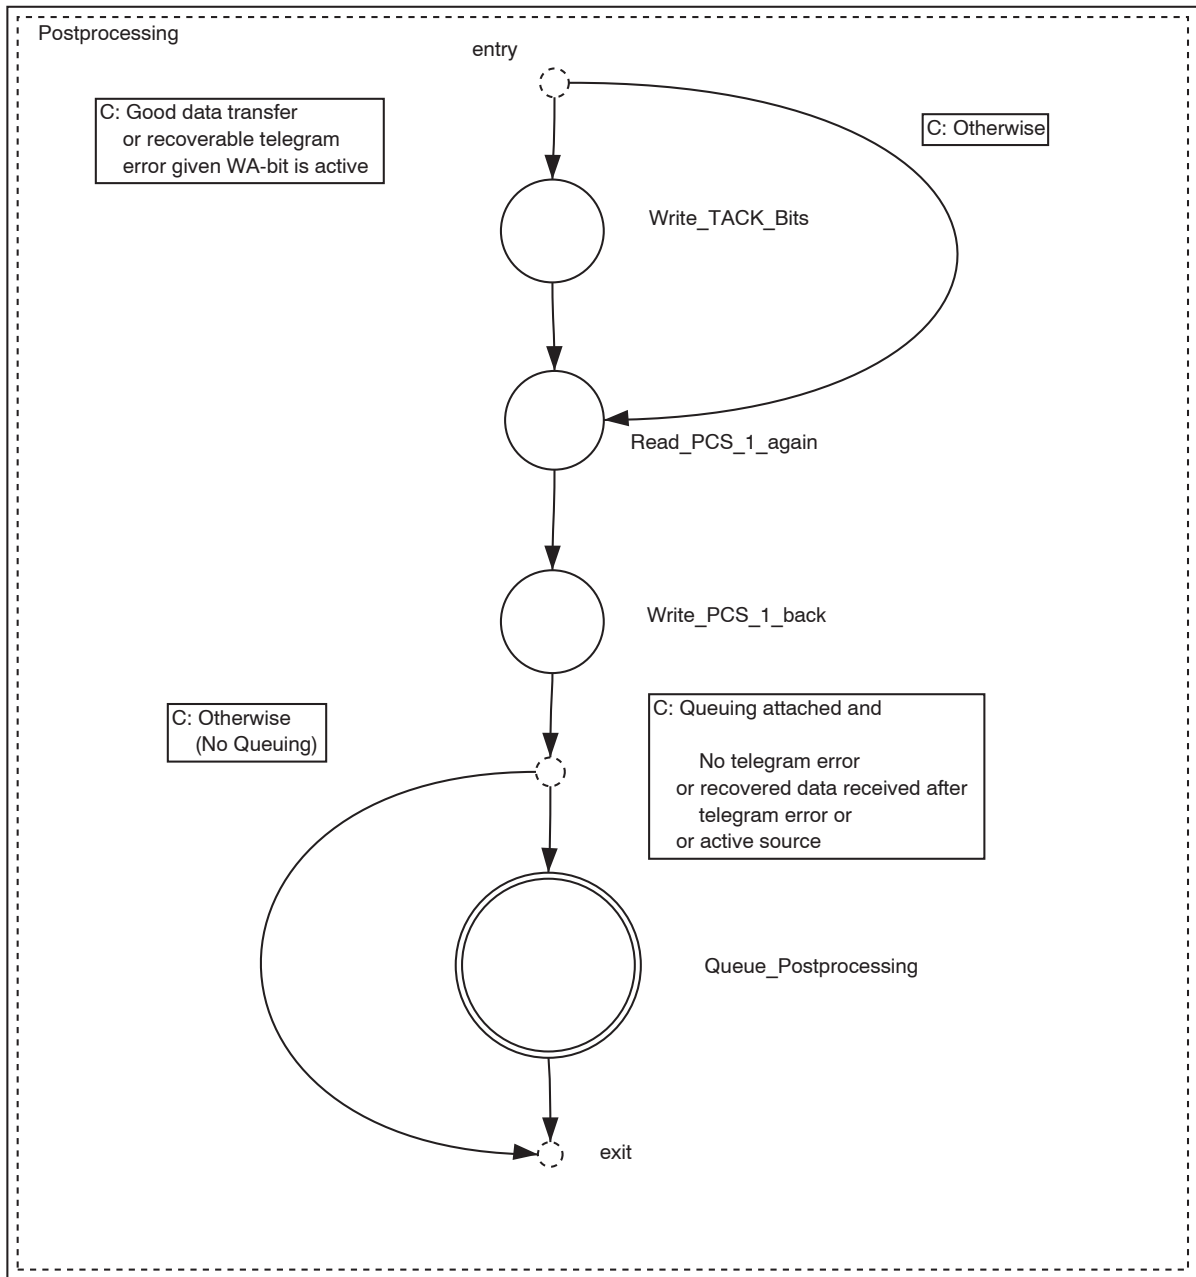 Postprocessing
entry
C: Good data transfer
or recoverable telegram
error given WA-bit is active
C: Otherwise
Write_TACK_Bits
Read_PCS_1_again
Write_PCS_1_back
C: Otherwise
(No Queuing)
C: Queuing attached and
No telegram error
or recovered data received after
telegram error or
or active source
Queue_Postprocessing
exit